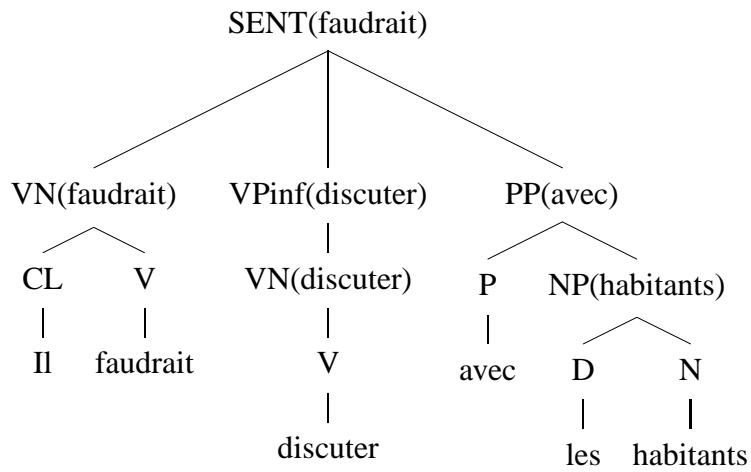 SENT(faudrait)
VN(faudrait) VPinf(discuter) PP(avec)
CL V VN(discuter) P NP(habitants)
Il faudrait V avec D N
discuter les habitants